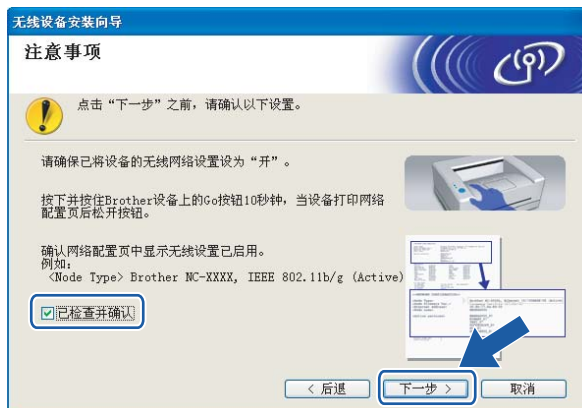 无线设备安装向导
注意事项
点击“下一步”之前，请确认以下设置。
请确保已将设备的无线网络设置设为“开”。
按下并按住Brother设备上的Go按钮10秒钟，当设备打印网络
配置页后松开按钮。
确认网络配置页中显示无线设置已启用。
例如：
<Node Type> Brother NC-XXXX, IEEE 802.11b/g (Active)
已检查并确认
< 后退
下一步 >
取消